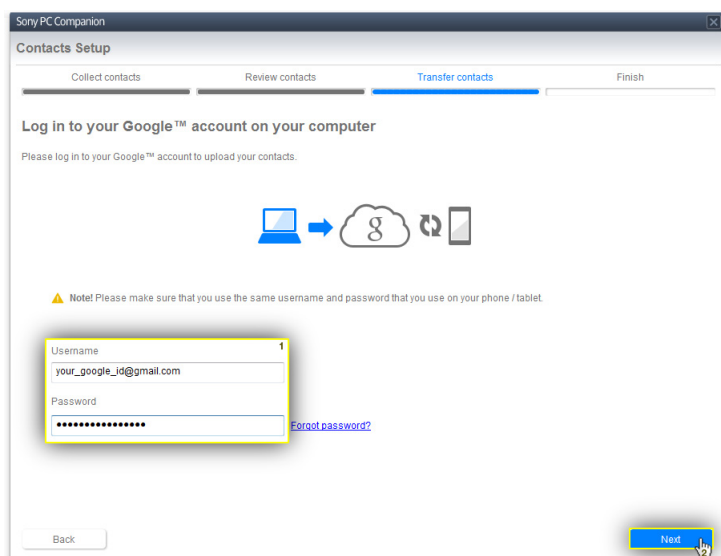 Sony PC Companion
Contacts Setup
Collect contacts Review contacts Transfer contacts Finish
Log in to your Google™ account on your computer
Please log in to your Google™ account to upload your contacts.
g
Note! Please make sure that you use the same username and password that you use on your phone / tablet.
Username 1
your_google_id@gmail.com
Password
●●●●●●●●●●●●●●●● Forgot password?
Back Next